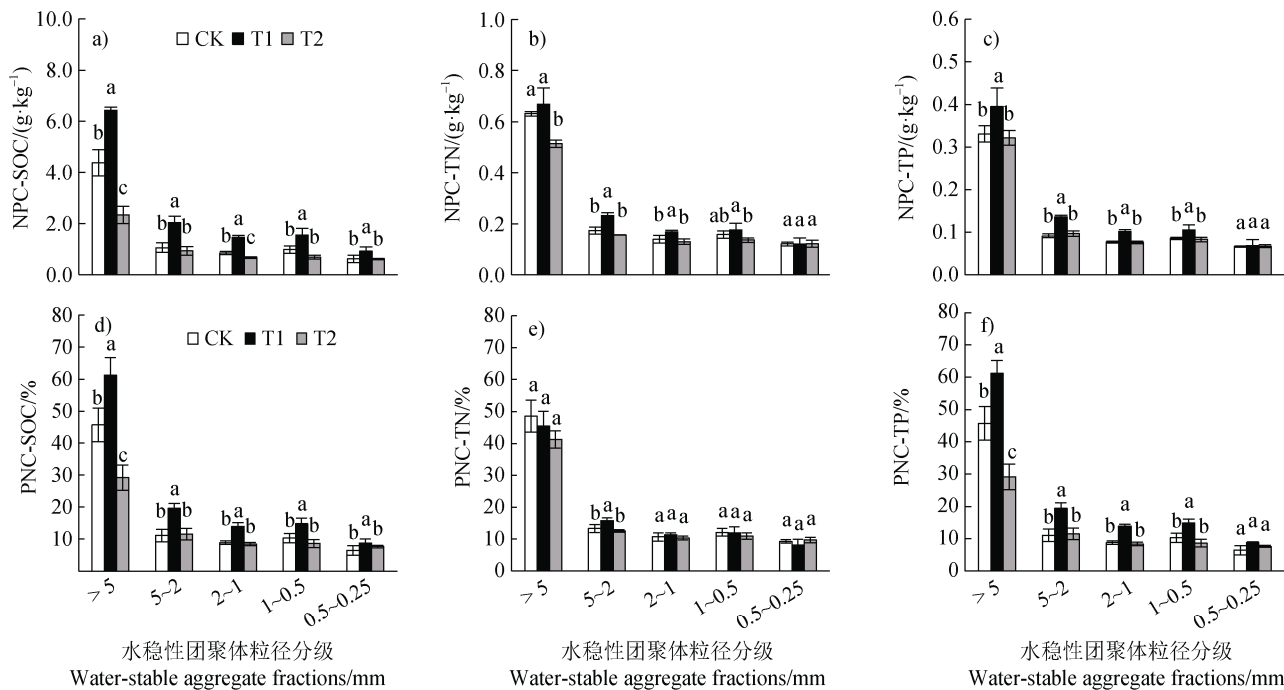 a)
CK T1 T2
NPC-SOC/(g·kg⁻¹)
10.0
8.0
6.0
4.0
2.0
0.0
b a c
b a b
b a c
b a b
b a b
b)
NPC-TN/(g·kg⁻¹)
1.0
0.8
0.6
0.4
0.2
0.0
a a b
b a b
b a b
ab a b
a a a
c)
NPC-TP/(g·kg⁻¹)
0.6
0.5
0.4
0.3
0.2
0.1
0.0
b a b
b a b
b a b
b a b
a a a
d)
CK T1 T2
PNC-SOC/%
80
70
60
50
40
30
20
10
b a c
b a b
b a b
b a b
b a b
> 5
5~2
2~1
1~0.5
0.5~0.25
水稳性团聚体粒径分级
Water-stable aggregate fractions/mm
e)
PNC-TN/%
80
70
60
50
40
30
20
10
0
a a a
b a b
a a a
a a a
a a a
> 5
5~2
2~1
1~0.5
0.5~0.25
水稳性团聚体粒径分级
Water-stable aggregate fractions/mm
f)
PNC-TP/%
80
70
60
50
40
30
20
10
0
b a c
b a b
b a b
b a b
a a a
> 5
5~2
2~1
1~0.5
0.5~0.25
水稳性团聚体粒径分级
Water-stable aggregate fractions/mm